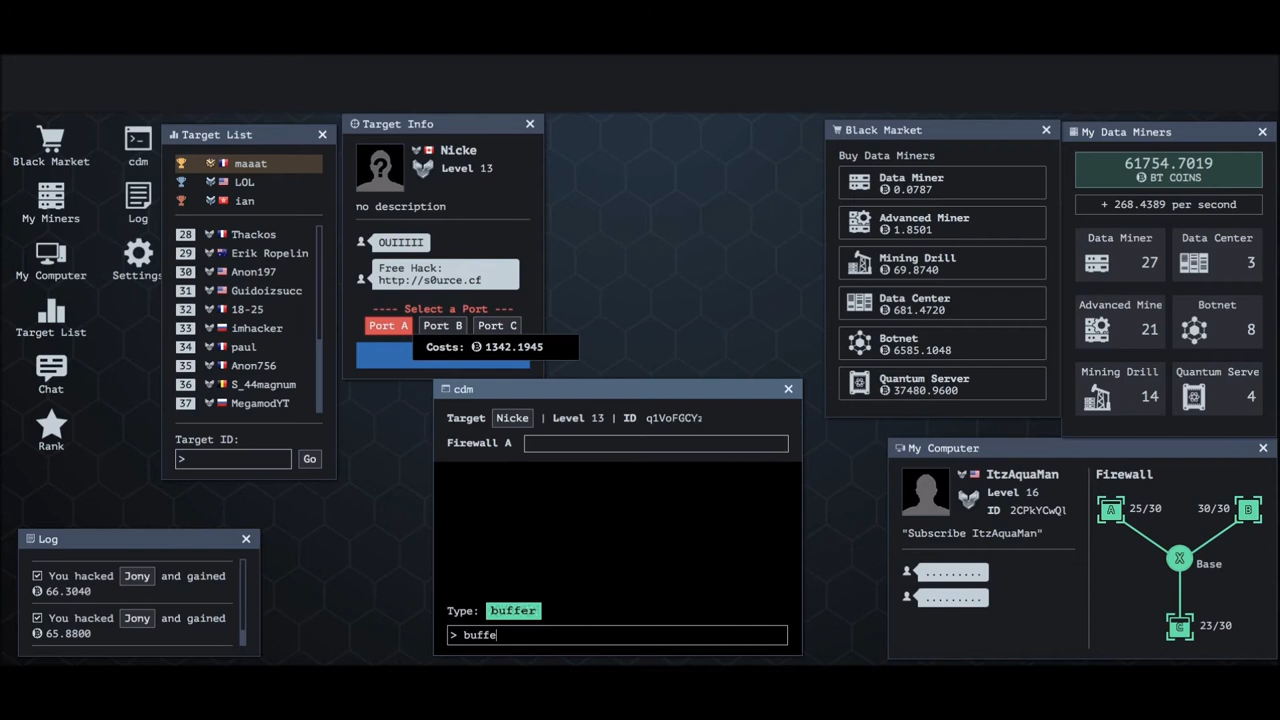 Black Market
cdm
My Miners
Log
My Computer
Settings
Target List
Chat
Rank
Target List
maaat
LOL
ian
28 Thackos
29 Erik Ropelin
30 Anon197
31 Guidoizsucc
32 18-25
33 imhacker
34 paul
35 Anon756
36 S_44magnum
37 MegamodYT
Target ID:
>
Go
Target Info
Nicke
Level 13
no description
OUIIIII
Free Hack:
http://s0urce.cf
---- Select a Port ---
Port A Port B Port C
Costs: 1342.1945
cdm
Target Nicke | Level 13 | ID q1VoFGCYz
Firewall A
Type: buffer
> buffe
Log
You hacked Jony and gained
66.3040
You hacked Jony and gained
65.8800
Black Market
Buy Data Miners
Data Miner
0.0787
Advanced Miner
1.8501
Mining Drill
69.8740
Data Center
681.4720
Botnet
6585.1048
Quantum Server
37480.9600
My Data Miners
61754.7019
BT COINS
+ 268.4389 per second
Data Miner
27
Data Center
3
Advanced Mine
21
Botnet
8
Mining Drill
14
Quantum Serve
4
My Computer
ItzAquaMan
Level 16
ID 2CPkYCwQl
"Subscribe ItzAquaMan"
.........
.........
Firewall
A 25/30
30/30 B
X Base
C 23/30